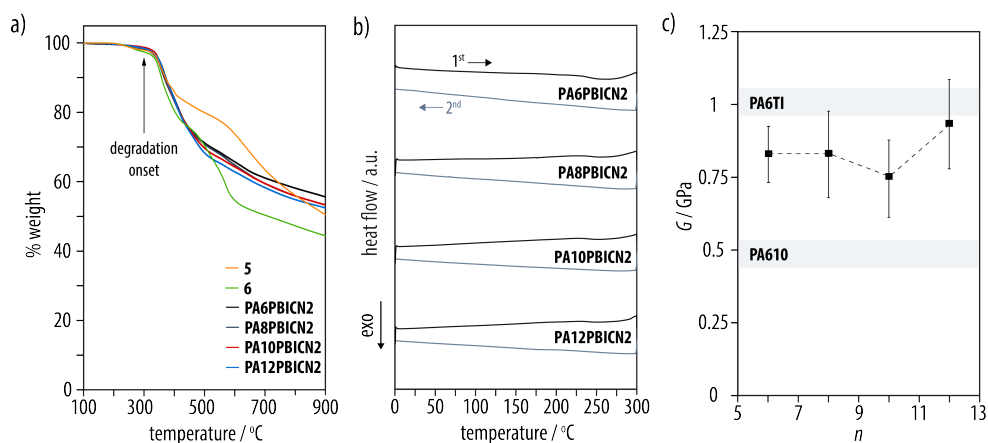 a)
100
80
60
40
20
0
% weight
degradation
onset
5
6
PA6PBICN2
PA8PBICN2
PA10PBICN2
PA12PBICN2
100
300
500
700
900
temperature / ºC
b)
heat flow / a.u.
exo
1st
PA6PBICN2
2nd
PA8PBICN2
PA10PBICN2
PA12PBICN2
0
50
100
150
200
250
300
temperature / ºC
c)
1.25
1
0.75
0.5
0.25
0
G / GPa
PA6TI
PA610
5
7
9
11
13
n